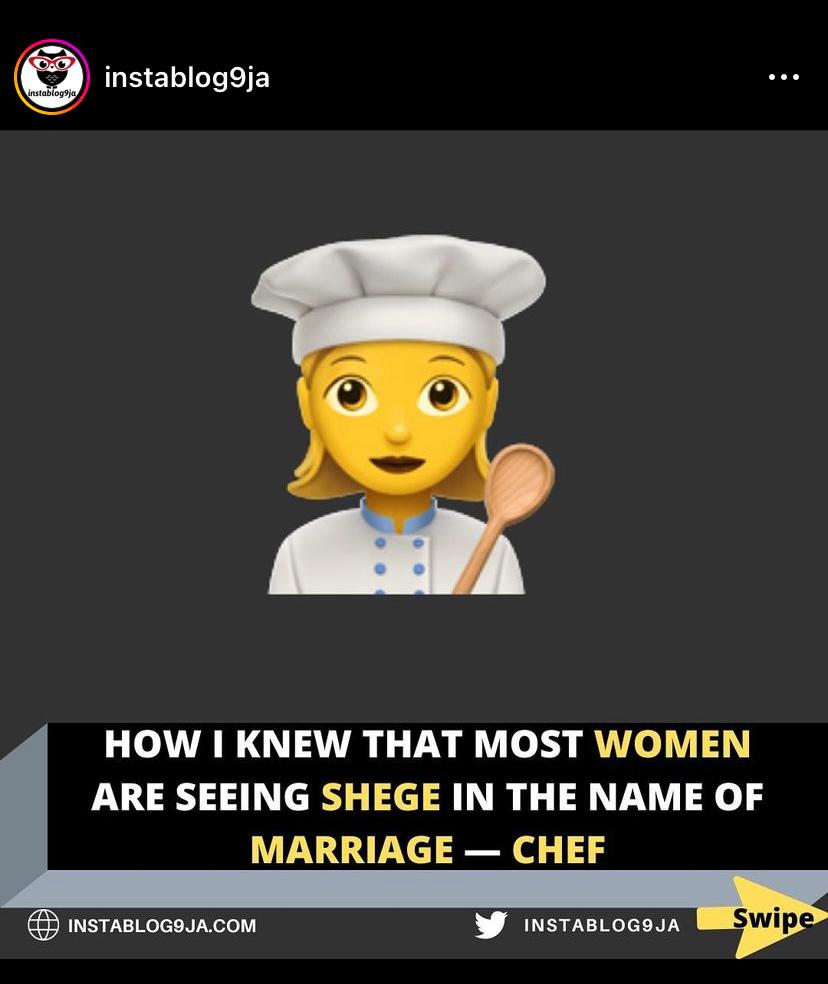 instablog9ja
instablog9ja
HOW I KNEW THAT MOST WOMEN
ARE SEEING SHEGE IN THE NAME OF
MARRIAGE — CHEF
INSTABLOG9JA.COM
INSTABLOG9JA
Swipe